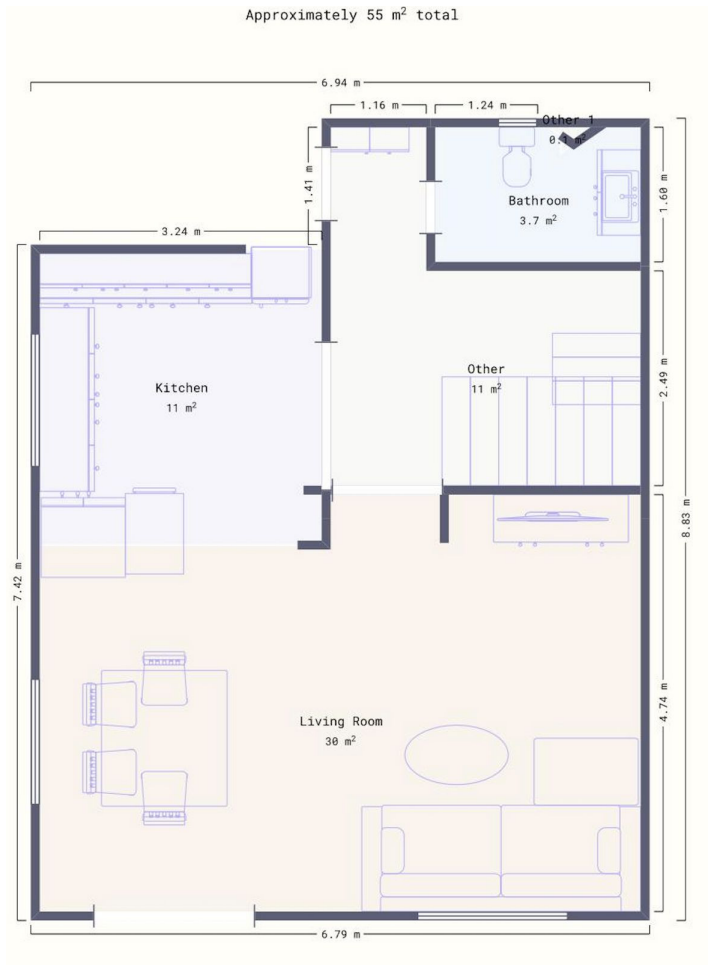 Approximately 55 m² total
6.94 m
1.16 m
1.24 m
Other 1
0.1 m²
1.41 m
1.60 m
Bathroom
3.7 m²
3.24 m
Other
11 m²
2.49 m
Kitchen
11 m²
8.83 m
7.42 m
Living Room
30 m²
4.74 m
6.79 m